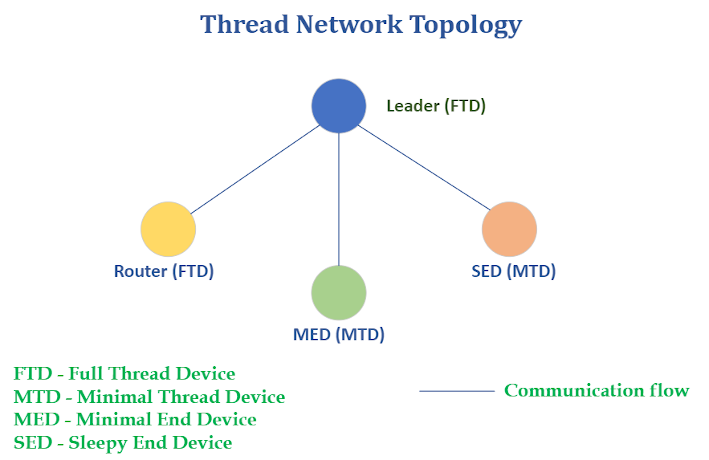 Thread Network Topology
Leader (FTD)
Router (FTD)
SED (MTD)
MED (MTD)
FTD - Full Thread Device
MTD - Minimal Thread Device
MED - Minimal End Device
SED - Sleepy End Device
Communication flow